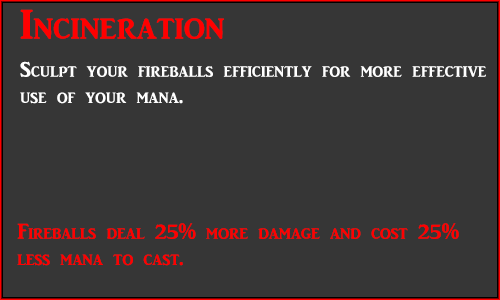 Incineration
Sculpt your fireballs efficiently for more effective
use of your mana.
Fireballs deal 25% more damage and cost 25%
less mana to cast.